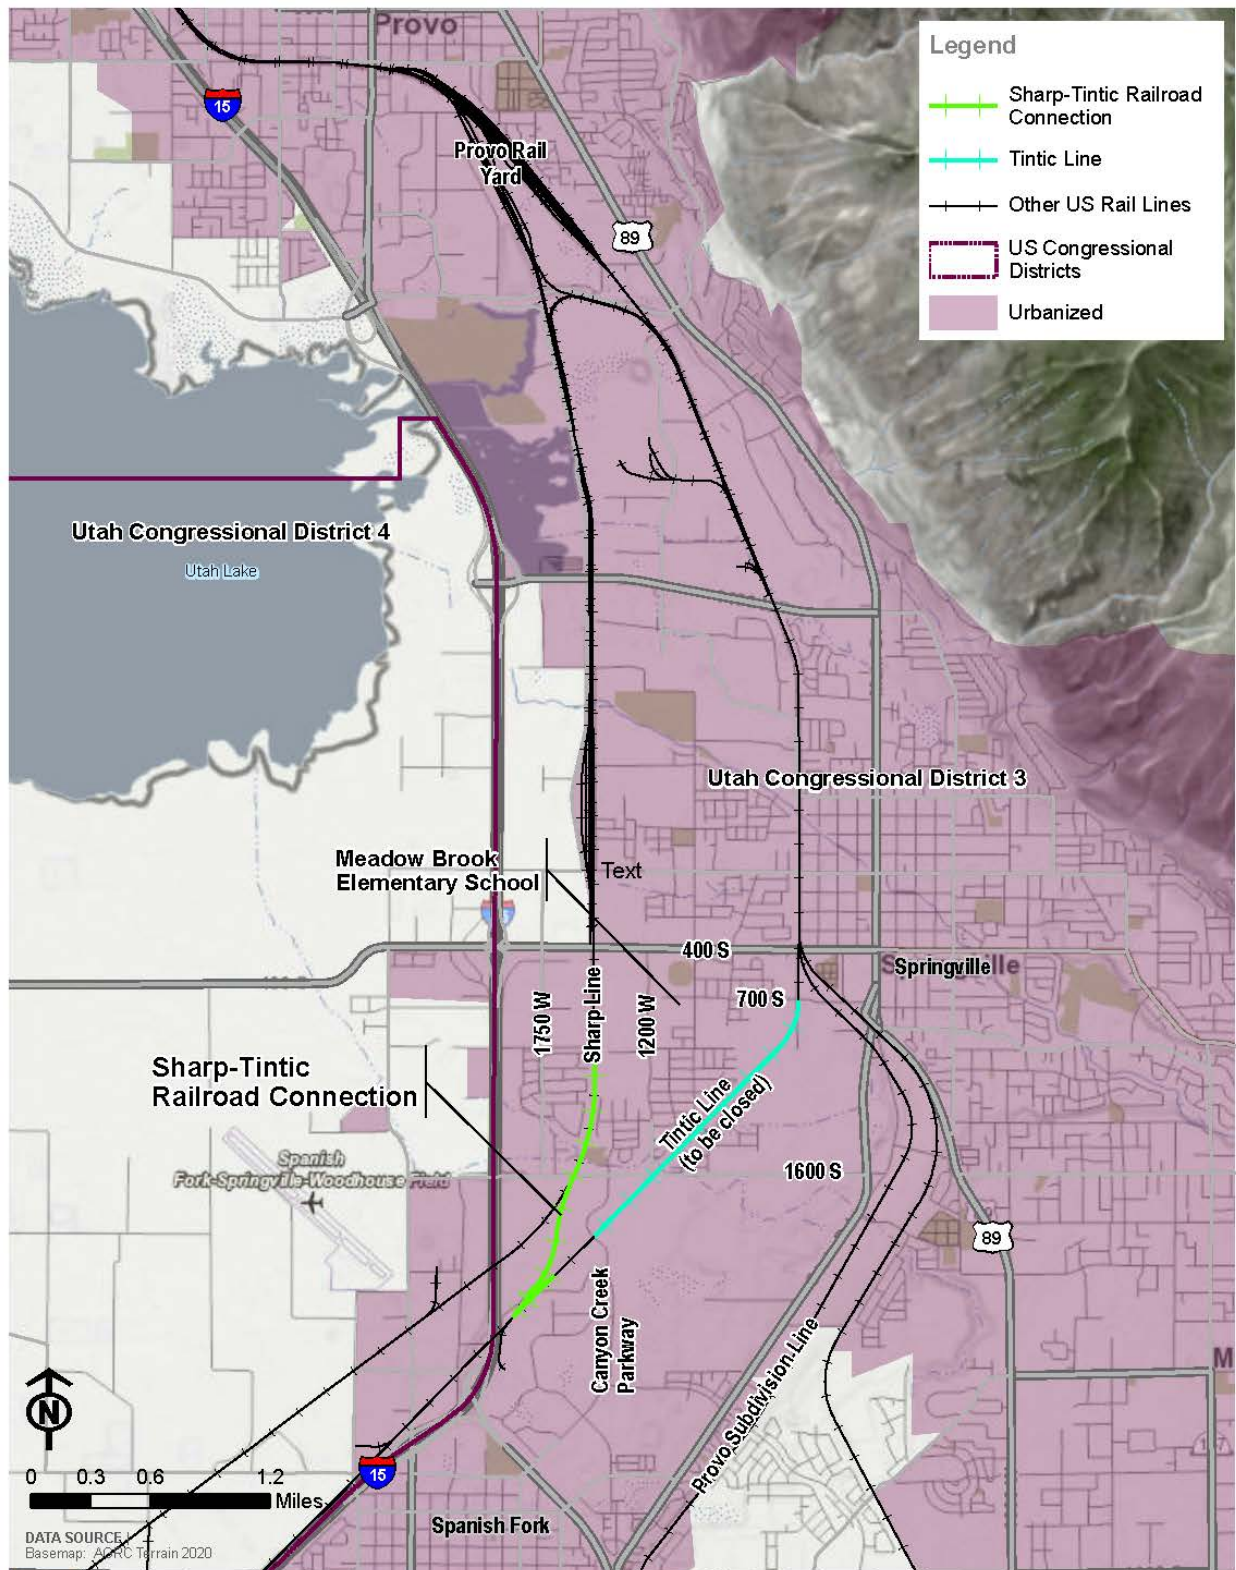 Provo
15
Provo Rail
Yard
89
Legend
Sharp-Tintic Railroad
Connection
Tintic Line
Other US Rail Lines
US Congressional
Districts
Urbanized
Utah Congressional District 4
Utah Lake
Utah Congressional District 3
Meadow Brook
Elementary School
Text
400 S
Springville
700 S
1750 W
Sharp Line
1200 W
Sharp-Tintic
Railroad Connection
Tintic Line
(to be closed)
1600 S
Spanish
Fork-Springville-Woodhouse Field
89
Canyon Creek
Parkway
Provo Subdivision Line
M
N
0 0.3 0.6 1.2
Miles
15
Spanish Fork
DATA SOURCE
Basemap: AGRC Terrain 2020